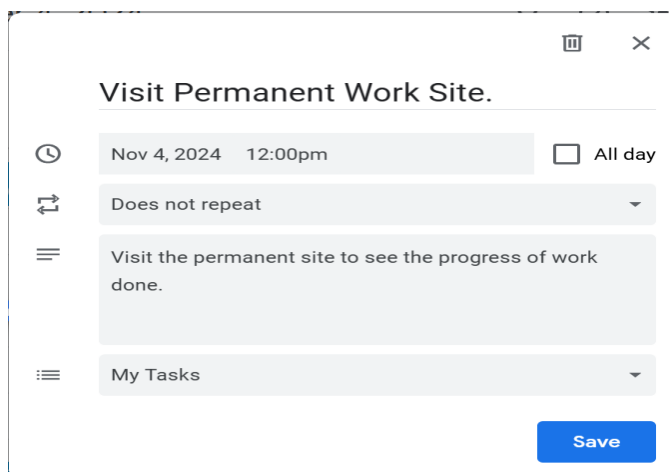 Visit Permanent Work Site.
Nov 4, 2024 12:00pm
All day
Does not repeat
Visit the permanent site to see the progress of work
done.
My Tasks
Save